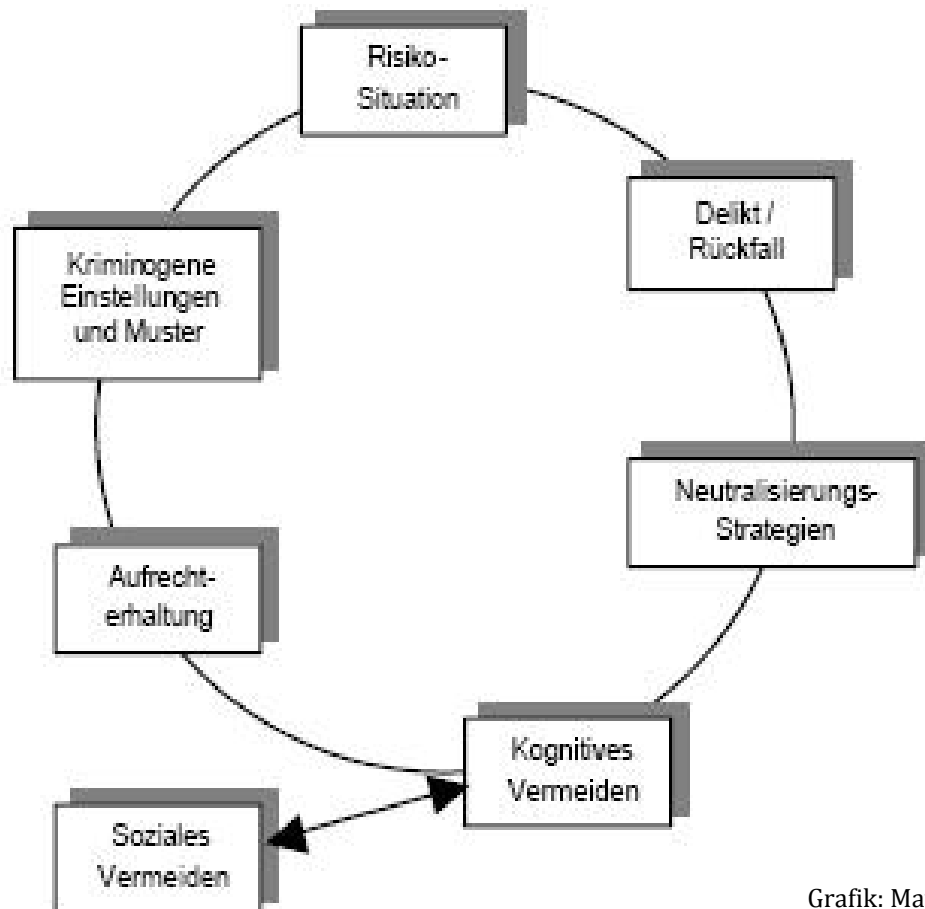 Risiko-
Situation
Delikt /
Rückfall
Kriminogene
Einstellungen
und Muster
Neutralisierungs-
Strategien
Aufrecht-
erhaltung
Kognitives
Vermeiden
Soziales
Vermeiden
Grafik: Ma